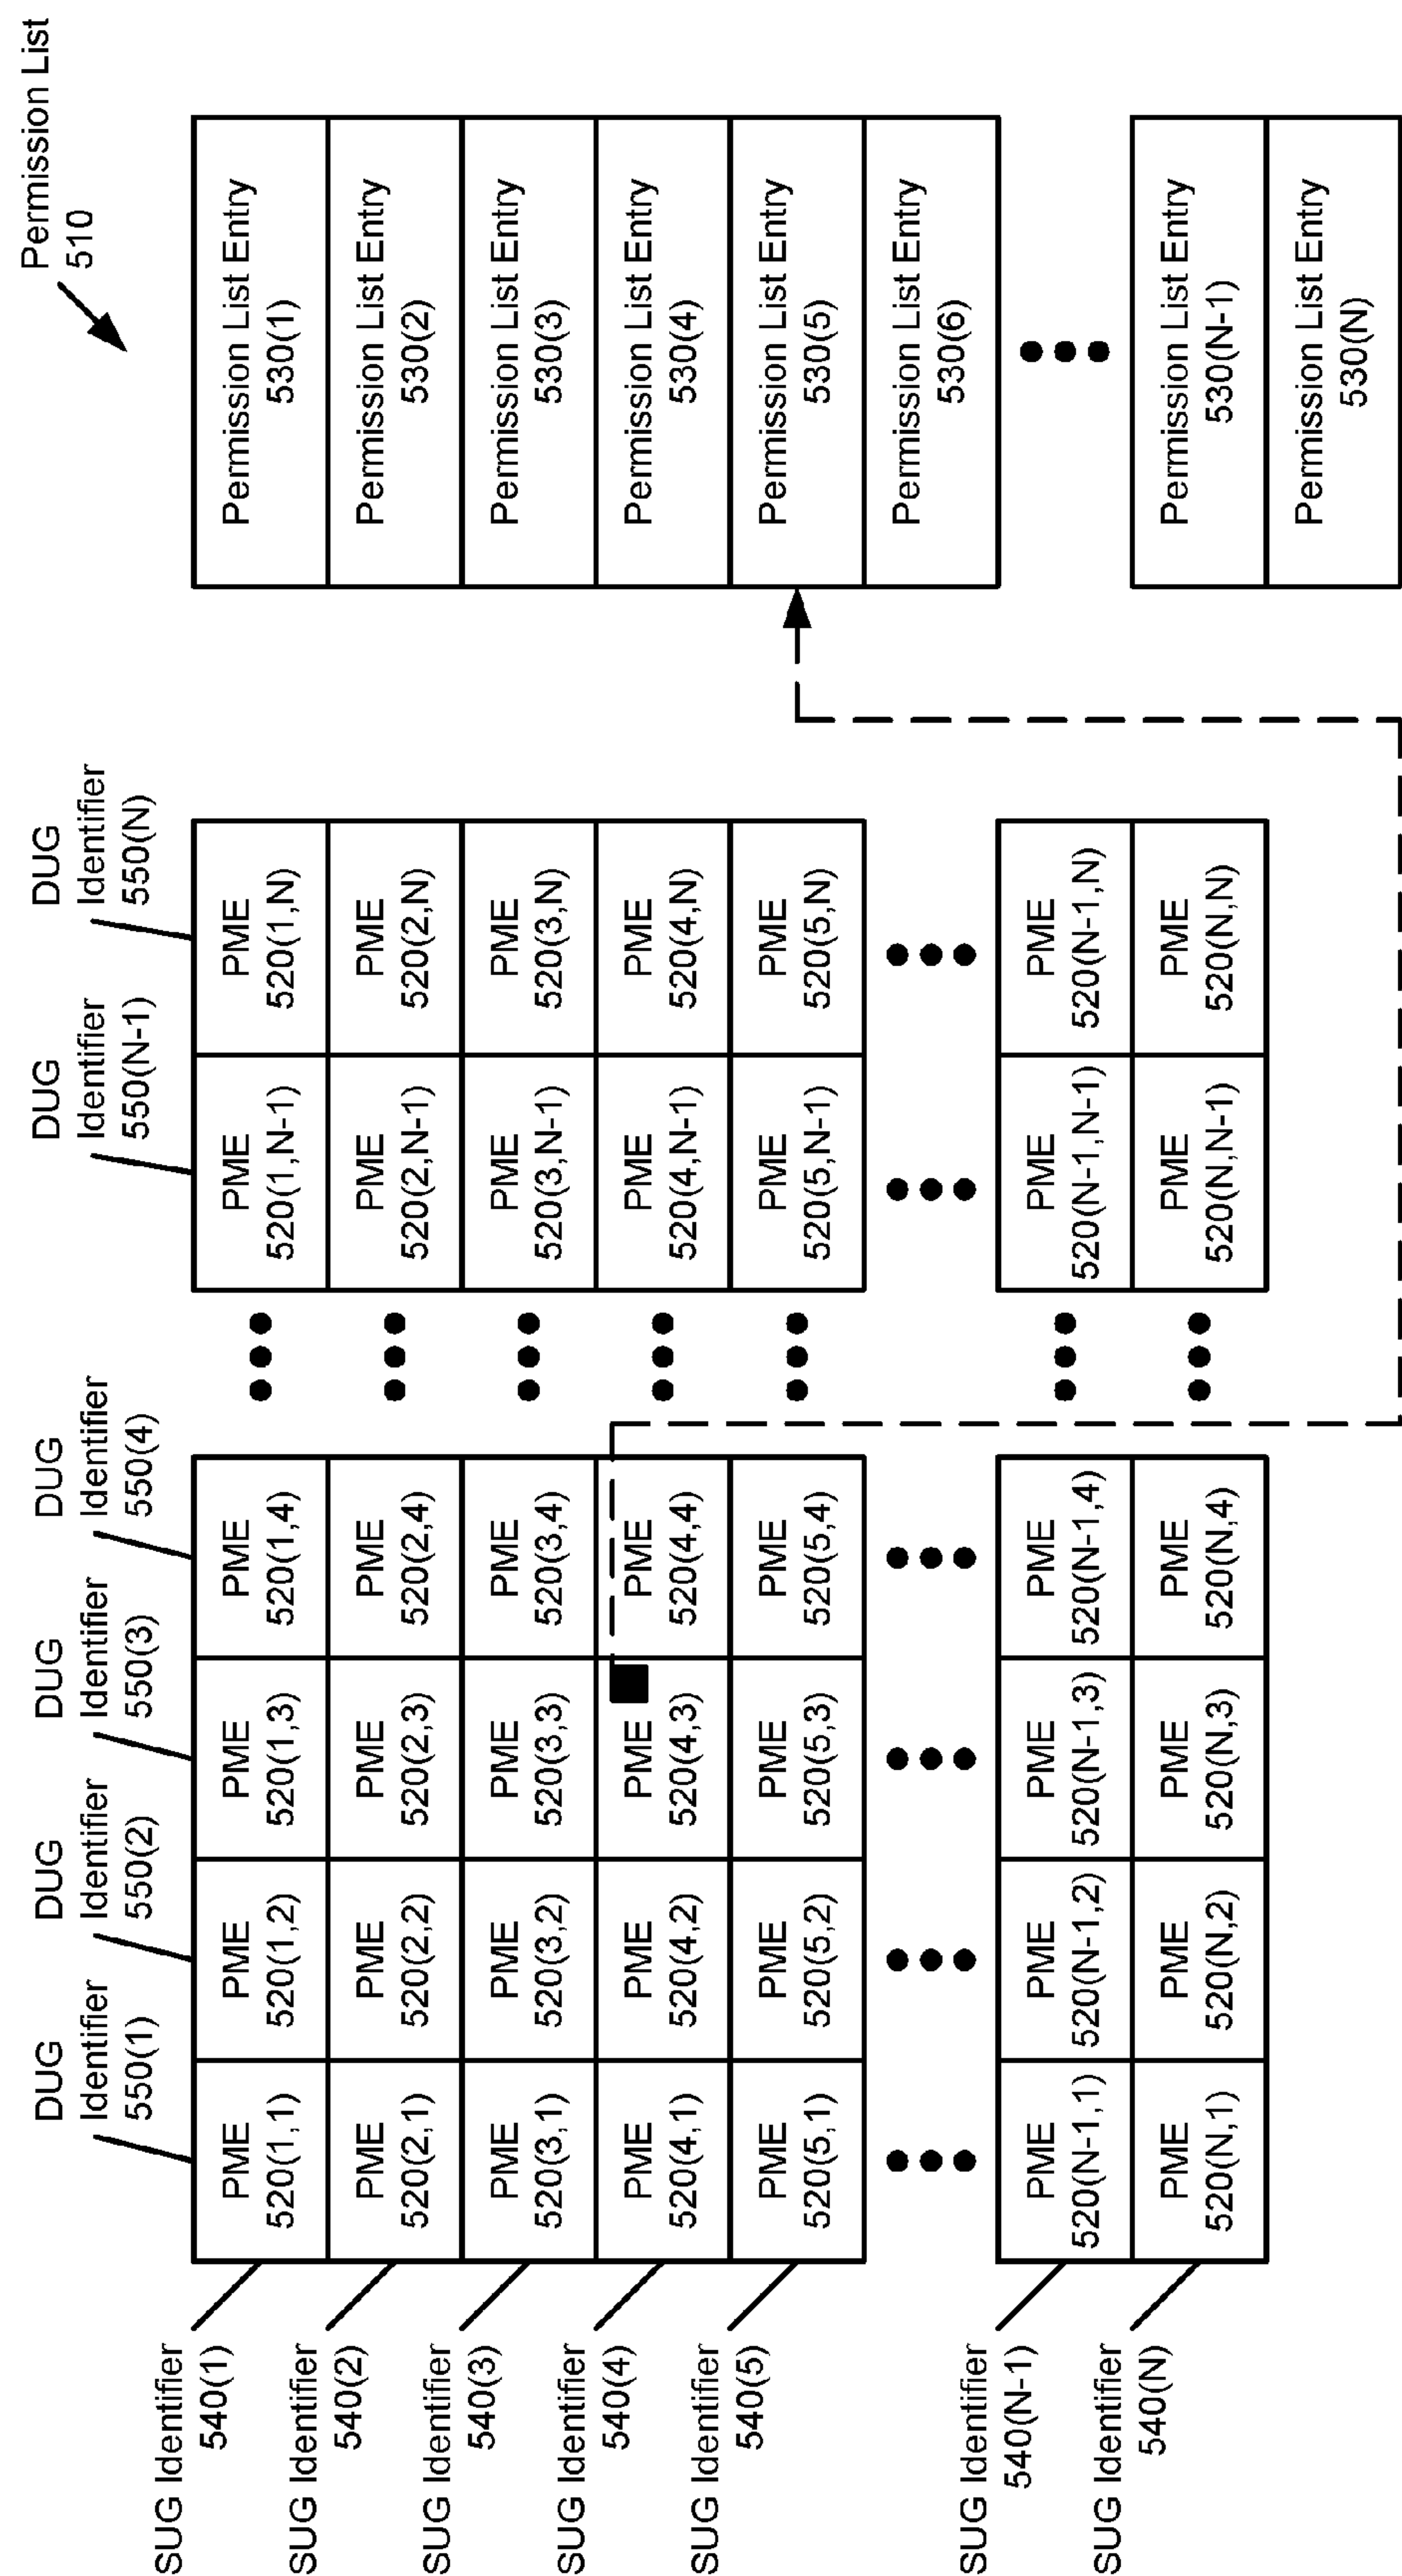 Permission List
510
DUG
Identifier
550(1)
DUG
Identifier
550(2)
DUG
Identifier
550(3)
DUG
Identifier
550(4)
DUG
Identifier
550(N-1)
DUG
Identifier
550(N)
SUG Identifier
540(1)
PME
520(1,1)
PME
520(1,2)
PME
520(1,3)
PME
520(1,4)
PME
520(1,N-1)
PME
520(1,N)
Permission List Entry
530(1)
SUG Identifier
540(2)
PME
520(2,1)
PME
520(2,2)
PME
520(2,3)
PME
520(2,4)
PME
520(2,N-1)
PME
520(2,N)
Permission List Entry
530(2)
SUG Identifier
540(3)
PME
520(3,1)
PME
520(3,2)
PME
520(3,3)
PME
520(3,4)
PME
520(3,N-1)
PME
520(3,N)
Permission List Entry
530(3)
SUG Identifier
540(4)
PME
520(4,1)
PME
520(4,2)
PME
520(4,3)
PME
520(4,4)
PME
520(4,N-1)
PME
520(4,N)
Permission List Entry
530(4)
SUG Identifier
540(5)
PME
520(5,1)
PME
520(5,2)
PME
520(5,3)
PME
520(5,4)
PME
520(5,N-1)
PME
520(5,N)
Permission List Entry
530(5)
Permission List Entry
530(6)
SUG Identifier
540(N-1)
PME
520(N-1,1)
PME
520(N-1,2)
PME
520(N-1,3)
PME
520(N-1,4)
PME
520(N-1,N-1)
PME
520(N-1,N)
Permission List Entry
530(N-1)
SUG Identifier
540(N)
PME
520(N,1)
PME
520(N,2)
PME
520(N,3)
PME
520(N,4)
PME
520(N,N-1)
PME
520(N,N)
Permission List Entry
530(N)